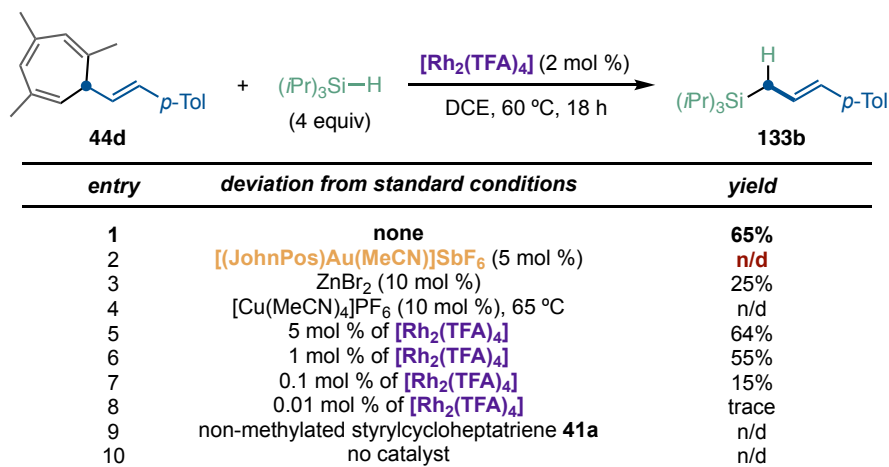 p-Tol
44d
+
(iPr)3Si–H
(4 equiv)
[Rh2(TFA)4] (2 mol %)
DCE, 60 ºC, 18 h
H
(iPr)3Si
p-Tol
133b
entry deviation from standard conditions yield
1 none 65%
2 [(JohnPos)Au(MeCN)]SbF6 (5 mol %) n/d
3 ZnBr2 (10 mol %) 25%
4 [Cu(MeCN)4]PF6 (10 mol %), 65 ºC n/d
5 5 mol % of [Rh2(TFA)4] 64%
6 1 mol % of [Rh2(TFA)4] 55%
7 0.1 mol % of [Rh2(TFA)4] 15%
8 0.01 mol % of [Rh2(TFA)4] trace
9 non-methylated styrylcycloheptatriene 41a n/d
10 no catalyst n/d